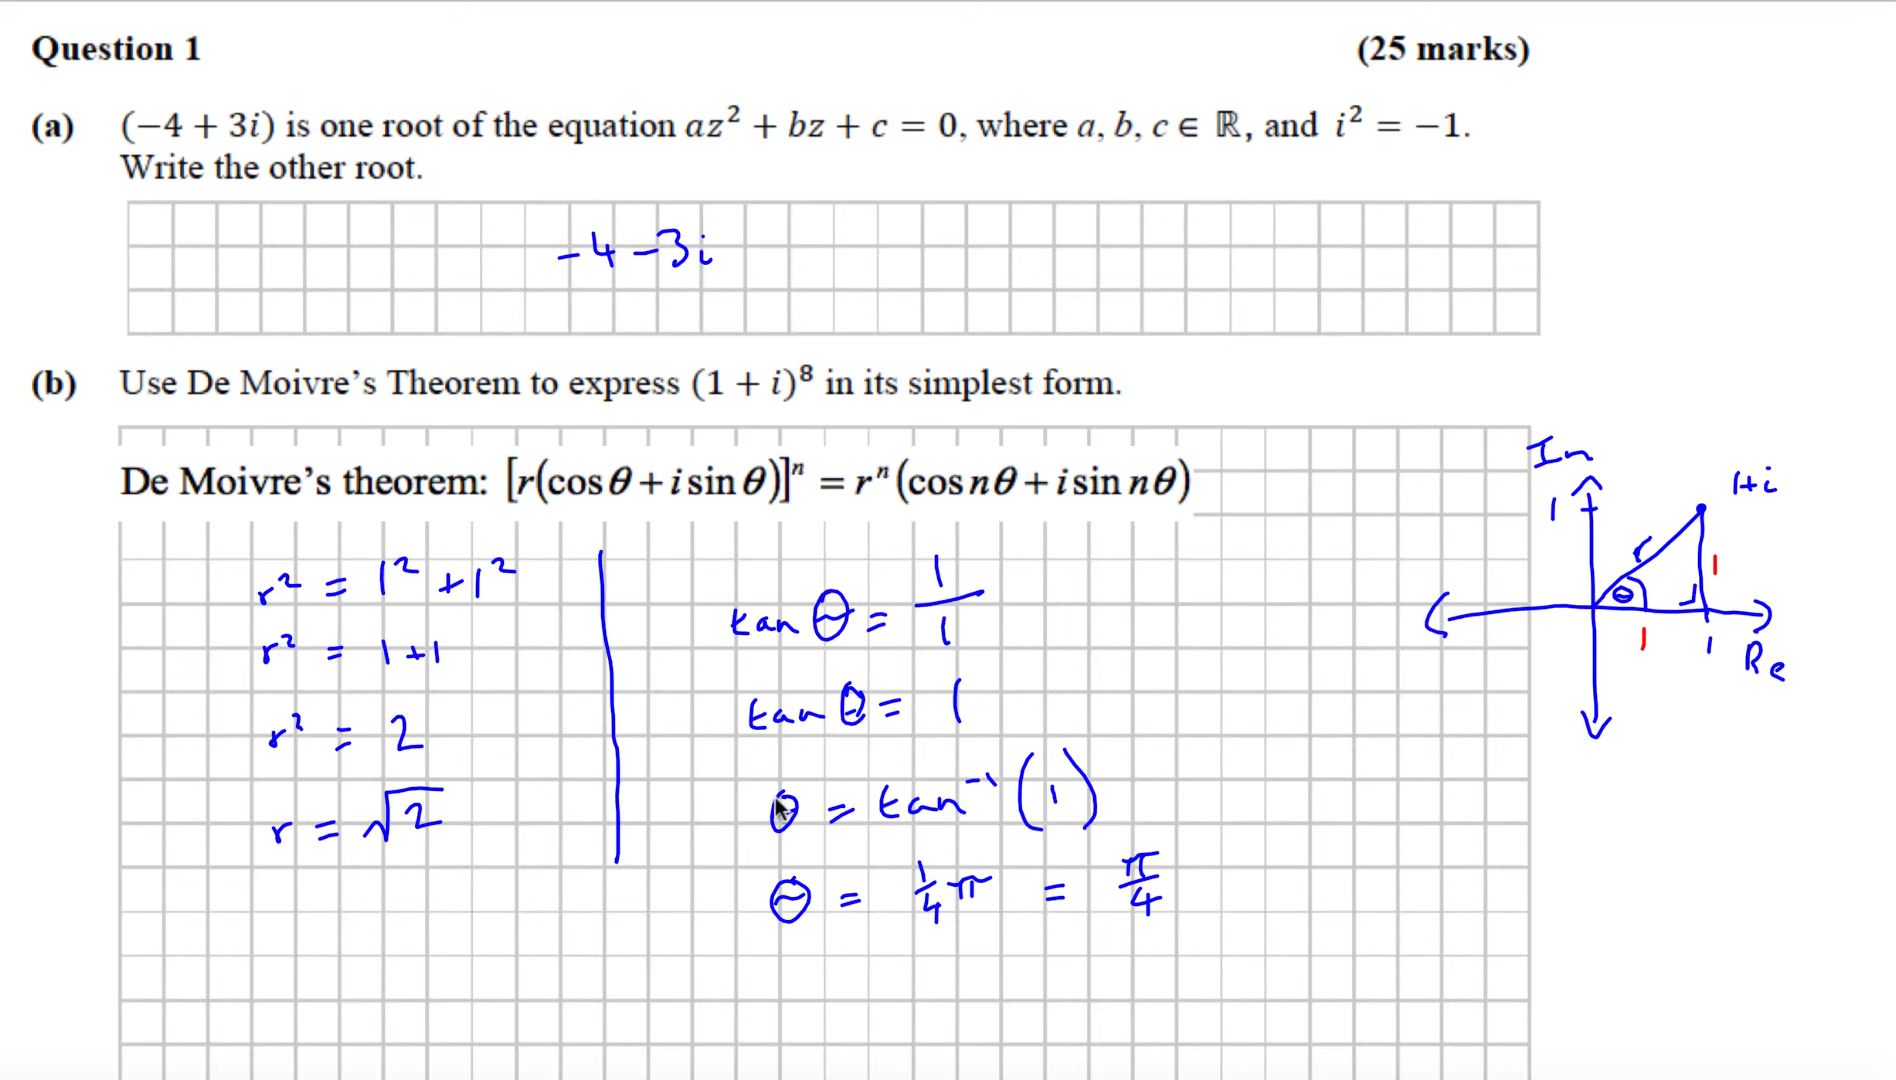 Question 1 (25 marks)
(a) (−4 + 3i) is one root of the equation az² + bz + c = 0, where a, b, c ∈ ℝ, and i² = −1.
Write the other root.
-4 -3i
(b) Use De Moivre's Theorem to express (1 + i)⁸ in its simplest form.
De Moivre's theorem: [r(cos θ + i sin θ)]ⁿ = rⁿ(cos nθ + i sin nθ)
r² = 1² + 1²
r² = 1 + 1
r² = 2
r = √2
tan θ = 1/1
tan θ = 1
θ = tan⁻¹ (1)
θ = 1/4 π = π/4
Im
1
1+i
r
θ
1
1
1
Re